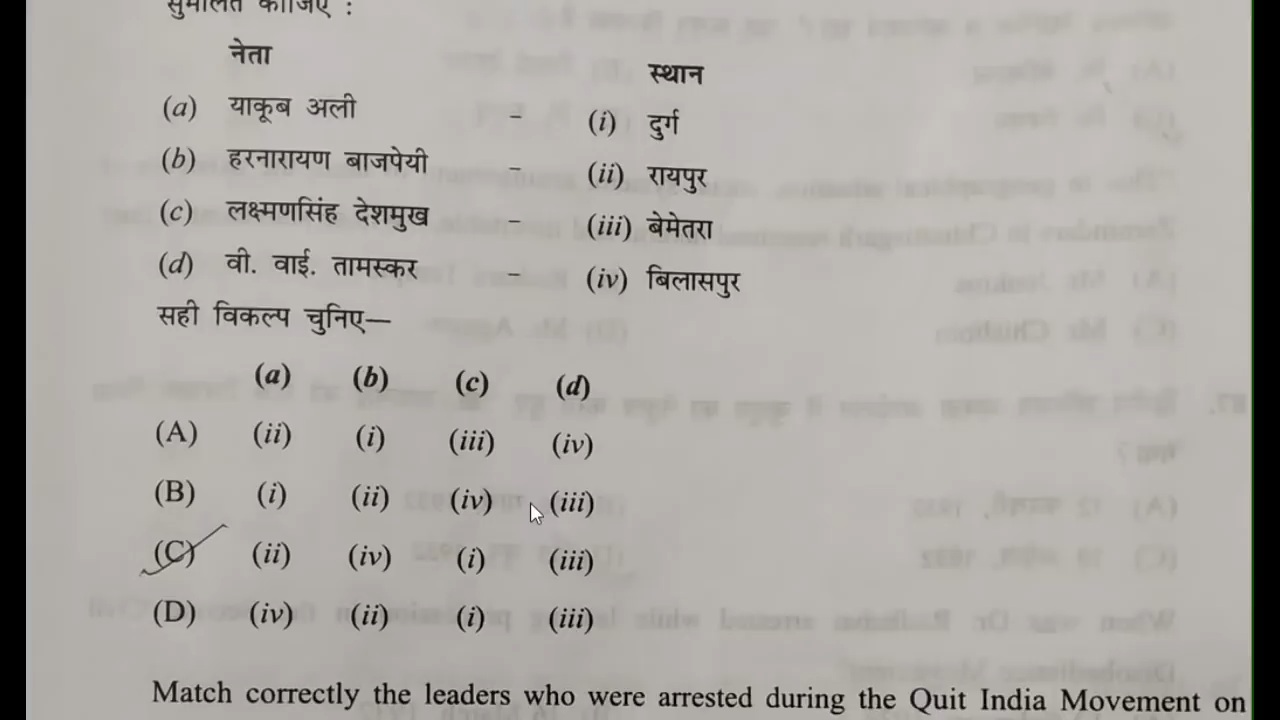 सुमेलित कीजिए :
नेता
स्थान
(a) याकूब अली - (i) दुर्ग
(b) हरनारायण बाजपेयी - (ii) रायपुर
(c) लक्ष्मणसिंह देशमुख - (iii) बेमेतरा
(d) वी. वाई. तामस्कर - (iv) बिलासपुर
सही विकल्प चुनिए—
(a) (b) (c) (d)
(A) (ii) (i) (iii) (iv)
(B) (i) (ii) (iv) (iii)
(C) (ii) (iv) (i) (iii)
(D) (iv) (ii) (i) (iii)
Match correctly the leaders who were arrested during the Quit India Movement on